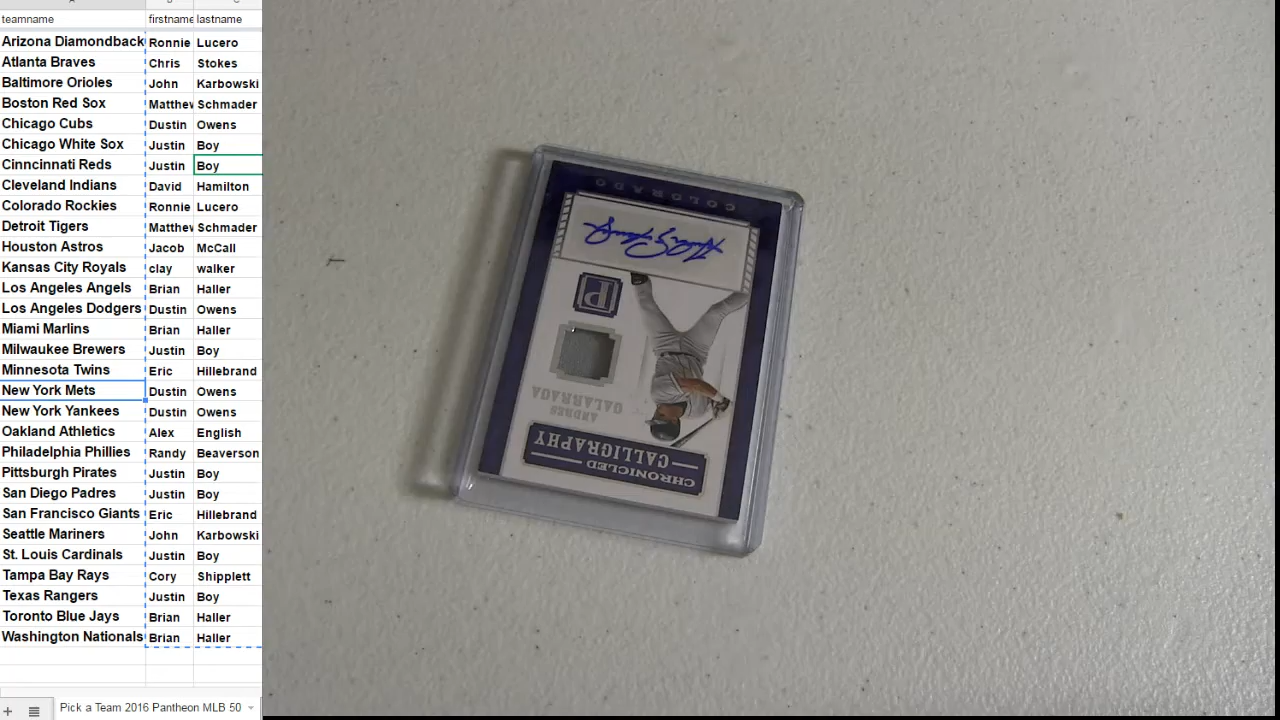 A B C
teamname firstname lastname
Arizona Diamondback Ronnie Lucero
Atlanta Braves Chris Stokes
Baltimore Orioles John Karbowski
Boston Red Sox Matthew Schmader
Chicago Cubs Dustin Owens
Chicago White Sox Justin Boy
Cinncinnati Reds Justin Boy
Cleveland Indians David Hamilton
Colorado Rockies Ronnie Lucero
Detroit Tigers Matthew Schmader
Houston Astros Jacob McCall
Kansas City Royals clay walker
Los Angeles Angels Brian Haller
Los Angeles Dodgers Dustin Owens
Miami Marlins Brian Haller
Milwaukee Brewers Justin Boy
Minnesota Twins Eric Hillebrand
New York Mets Dustin Owens
New York Yankees Dustin Owens
Oakland Athletics Alex English
Philadelphia Phillies Randy Beaverson
Pittsburgh Pirates Justin Boy
San Diego Padres Justin Boy
San Francisco Giants Eric Hillebrand
Seattle Mariners John Karbowski
St. Louis Cardinals Justin Boy
Tampa Bay Rays Cory Shipplett
Texas Rangers Justin Boy
Toronto Blue Jays Brian Haller
Washington Nationals Brian Haller
Pick a Team 2016 Pantheon MLB 50
CHRONICLED
CALLIGRAPHY
ANDRES
GALARRAGA
P
COLORADO